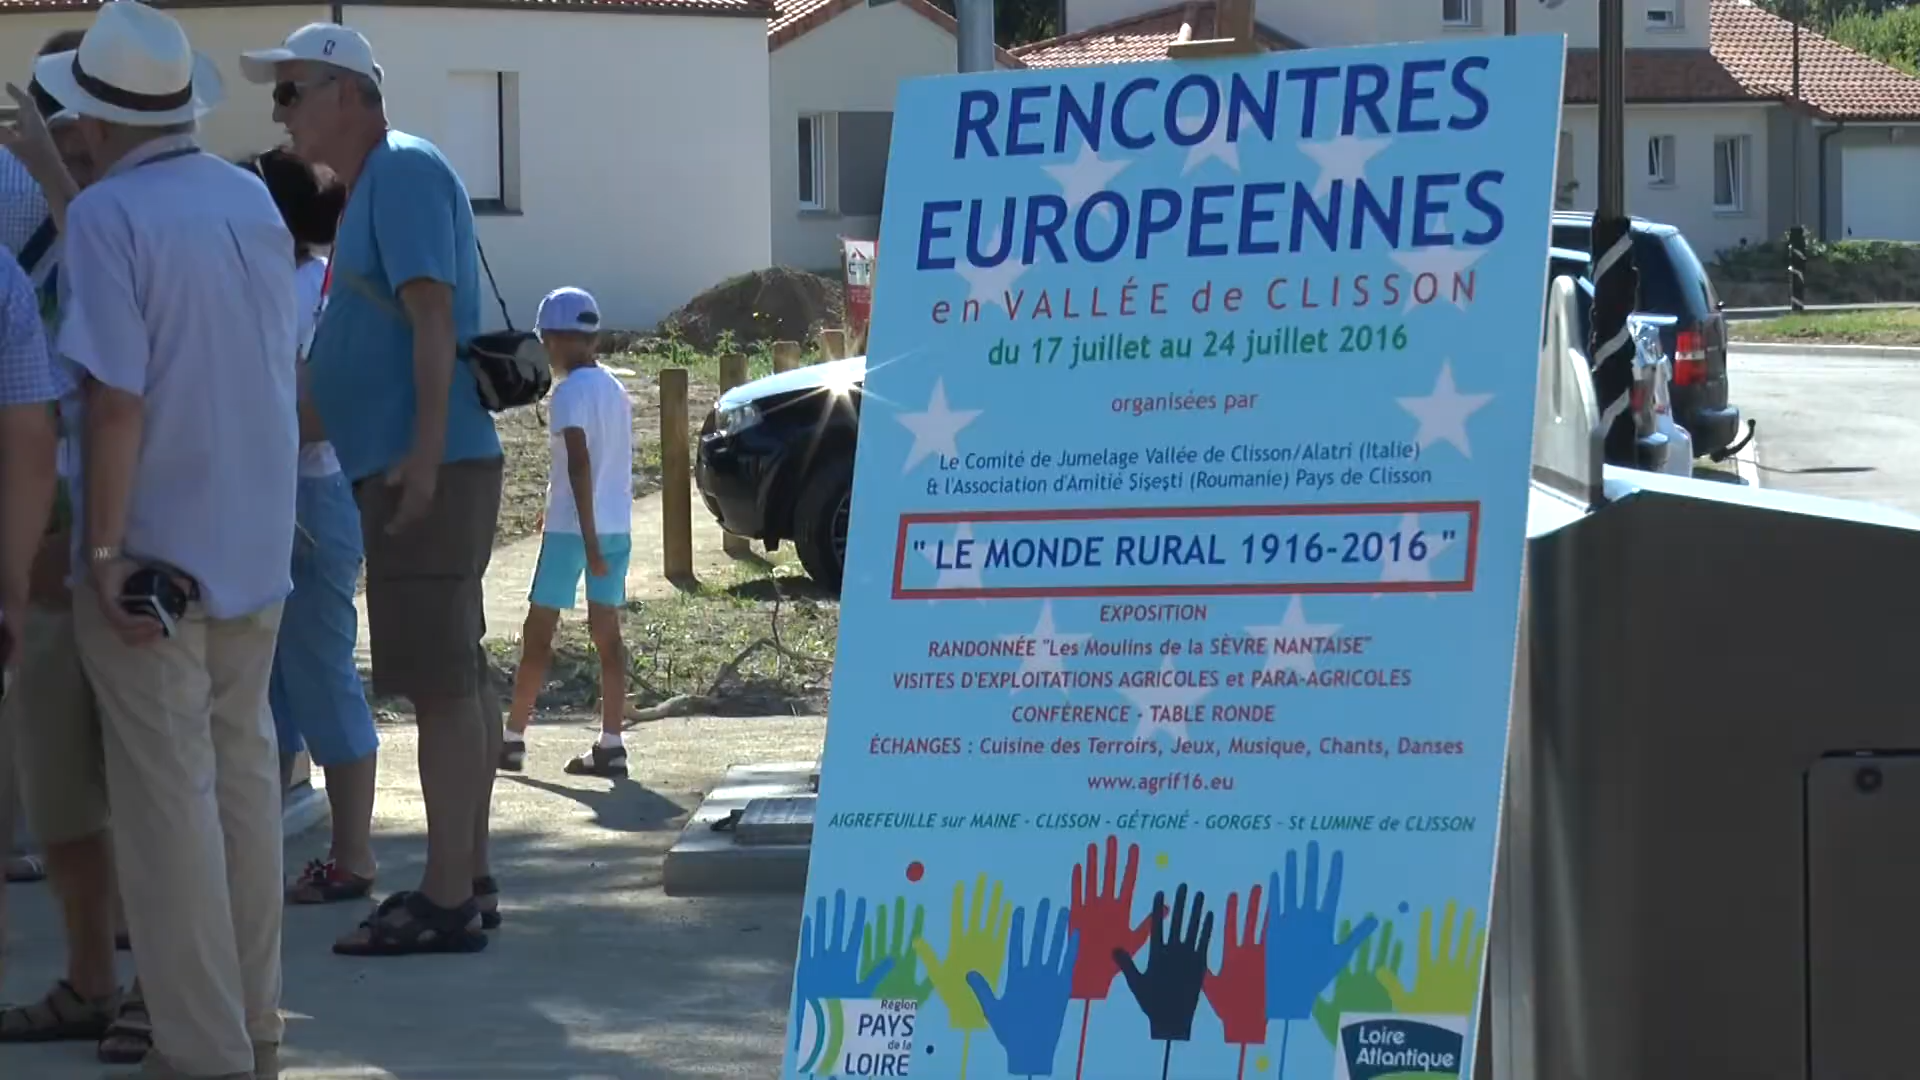 RENCONTRES
EUROPEENNES
en VALLÉE de CLISSON
du 17 juillet au 24 juillet 2016
organisées par
Le Comité de Jumelage Vallée de Clisson/Alatri (Italie)
& l'Association d'Amitié Şişeşti (Roumanie) Pays de Clisson
" LE MONDE RURAL 1916-2016 "
EXPOSITION
RANDONNÉE "Les Moulins de la SÈVRE NANTAISE"
VISITES D'EXPLOITATIONS AGRICOLES et PARA-AGRICOLES
CONFÉRENCE - TABLE RONDE
ÉCHANGES : Cuisine des Terroirs, Jeux, Musique, Chants, Danses
www.agrif16.eu
AIGREFEUILLE sur MAINE - CLISSON - GÉTIGNÉ - GORGES - St LUMINE de CLISSON
Région
PAYS
de la
LOIRE
Loire
Atlantique